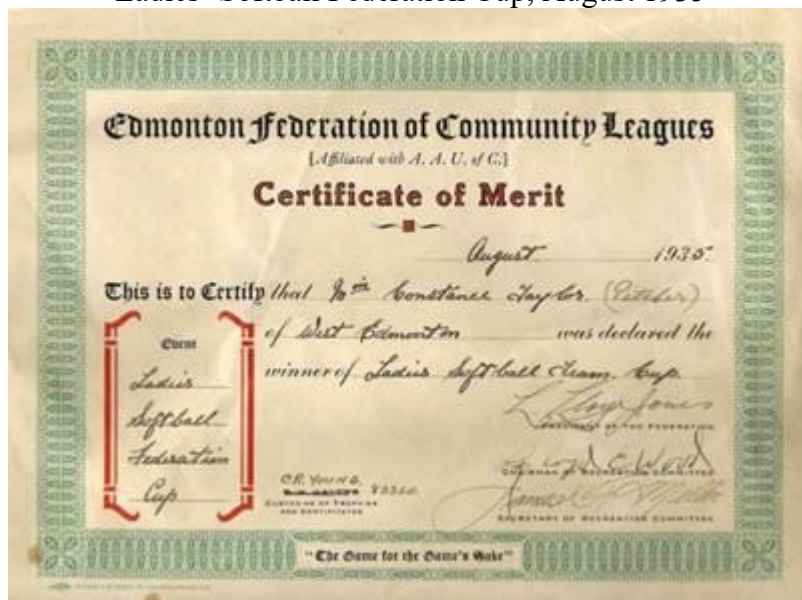 Ladies' Softball Federation Cup, August 1935
Edmonton Federation of Community Leagues
[Affiliated with A. A. U. of C.]
Certificate of Merit
August 1935
This is to Certify that Constance Taylor (Pitcher)
of West Edmonton was declared the
winner of Ladies Softball Team Cup.
Event
Ladies
Softball
Federation
Cup
PRESIDENT OF THE FEDERATION
CHAIRMAN OF RECREATION COMMITTEE
C.R. YOUNG
CUSTODIAN OF TROPHIES
AND CERTIFICATES
SECRETARY OF RECREATION COMMITTEE
"The Game for the Game's Sake"